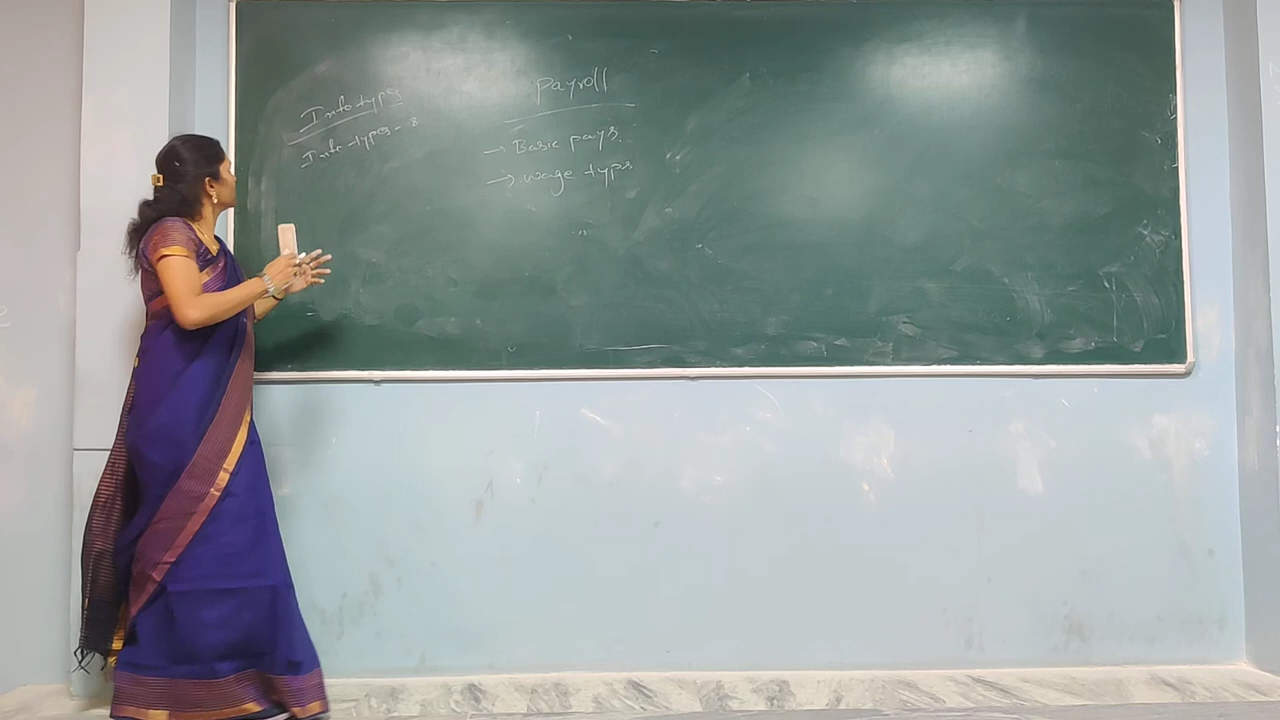 Info types
Info types - 8
payroll
→ Basic pays.
→ wage types